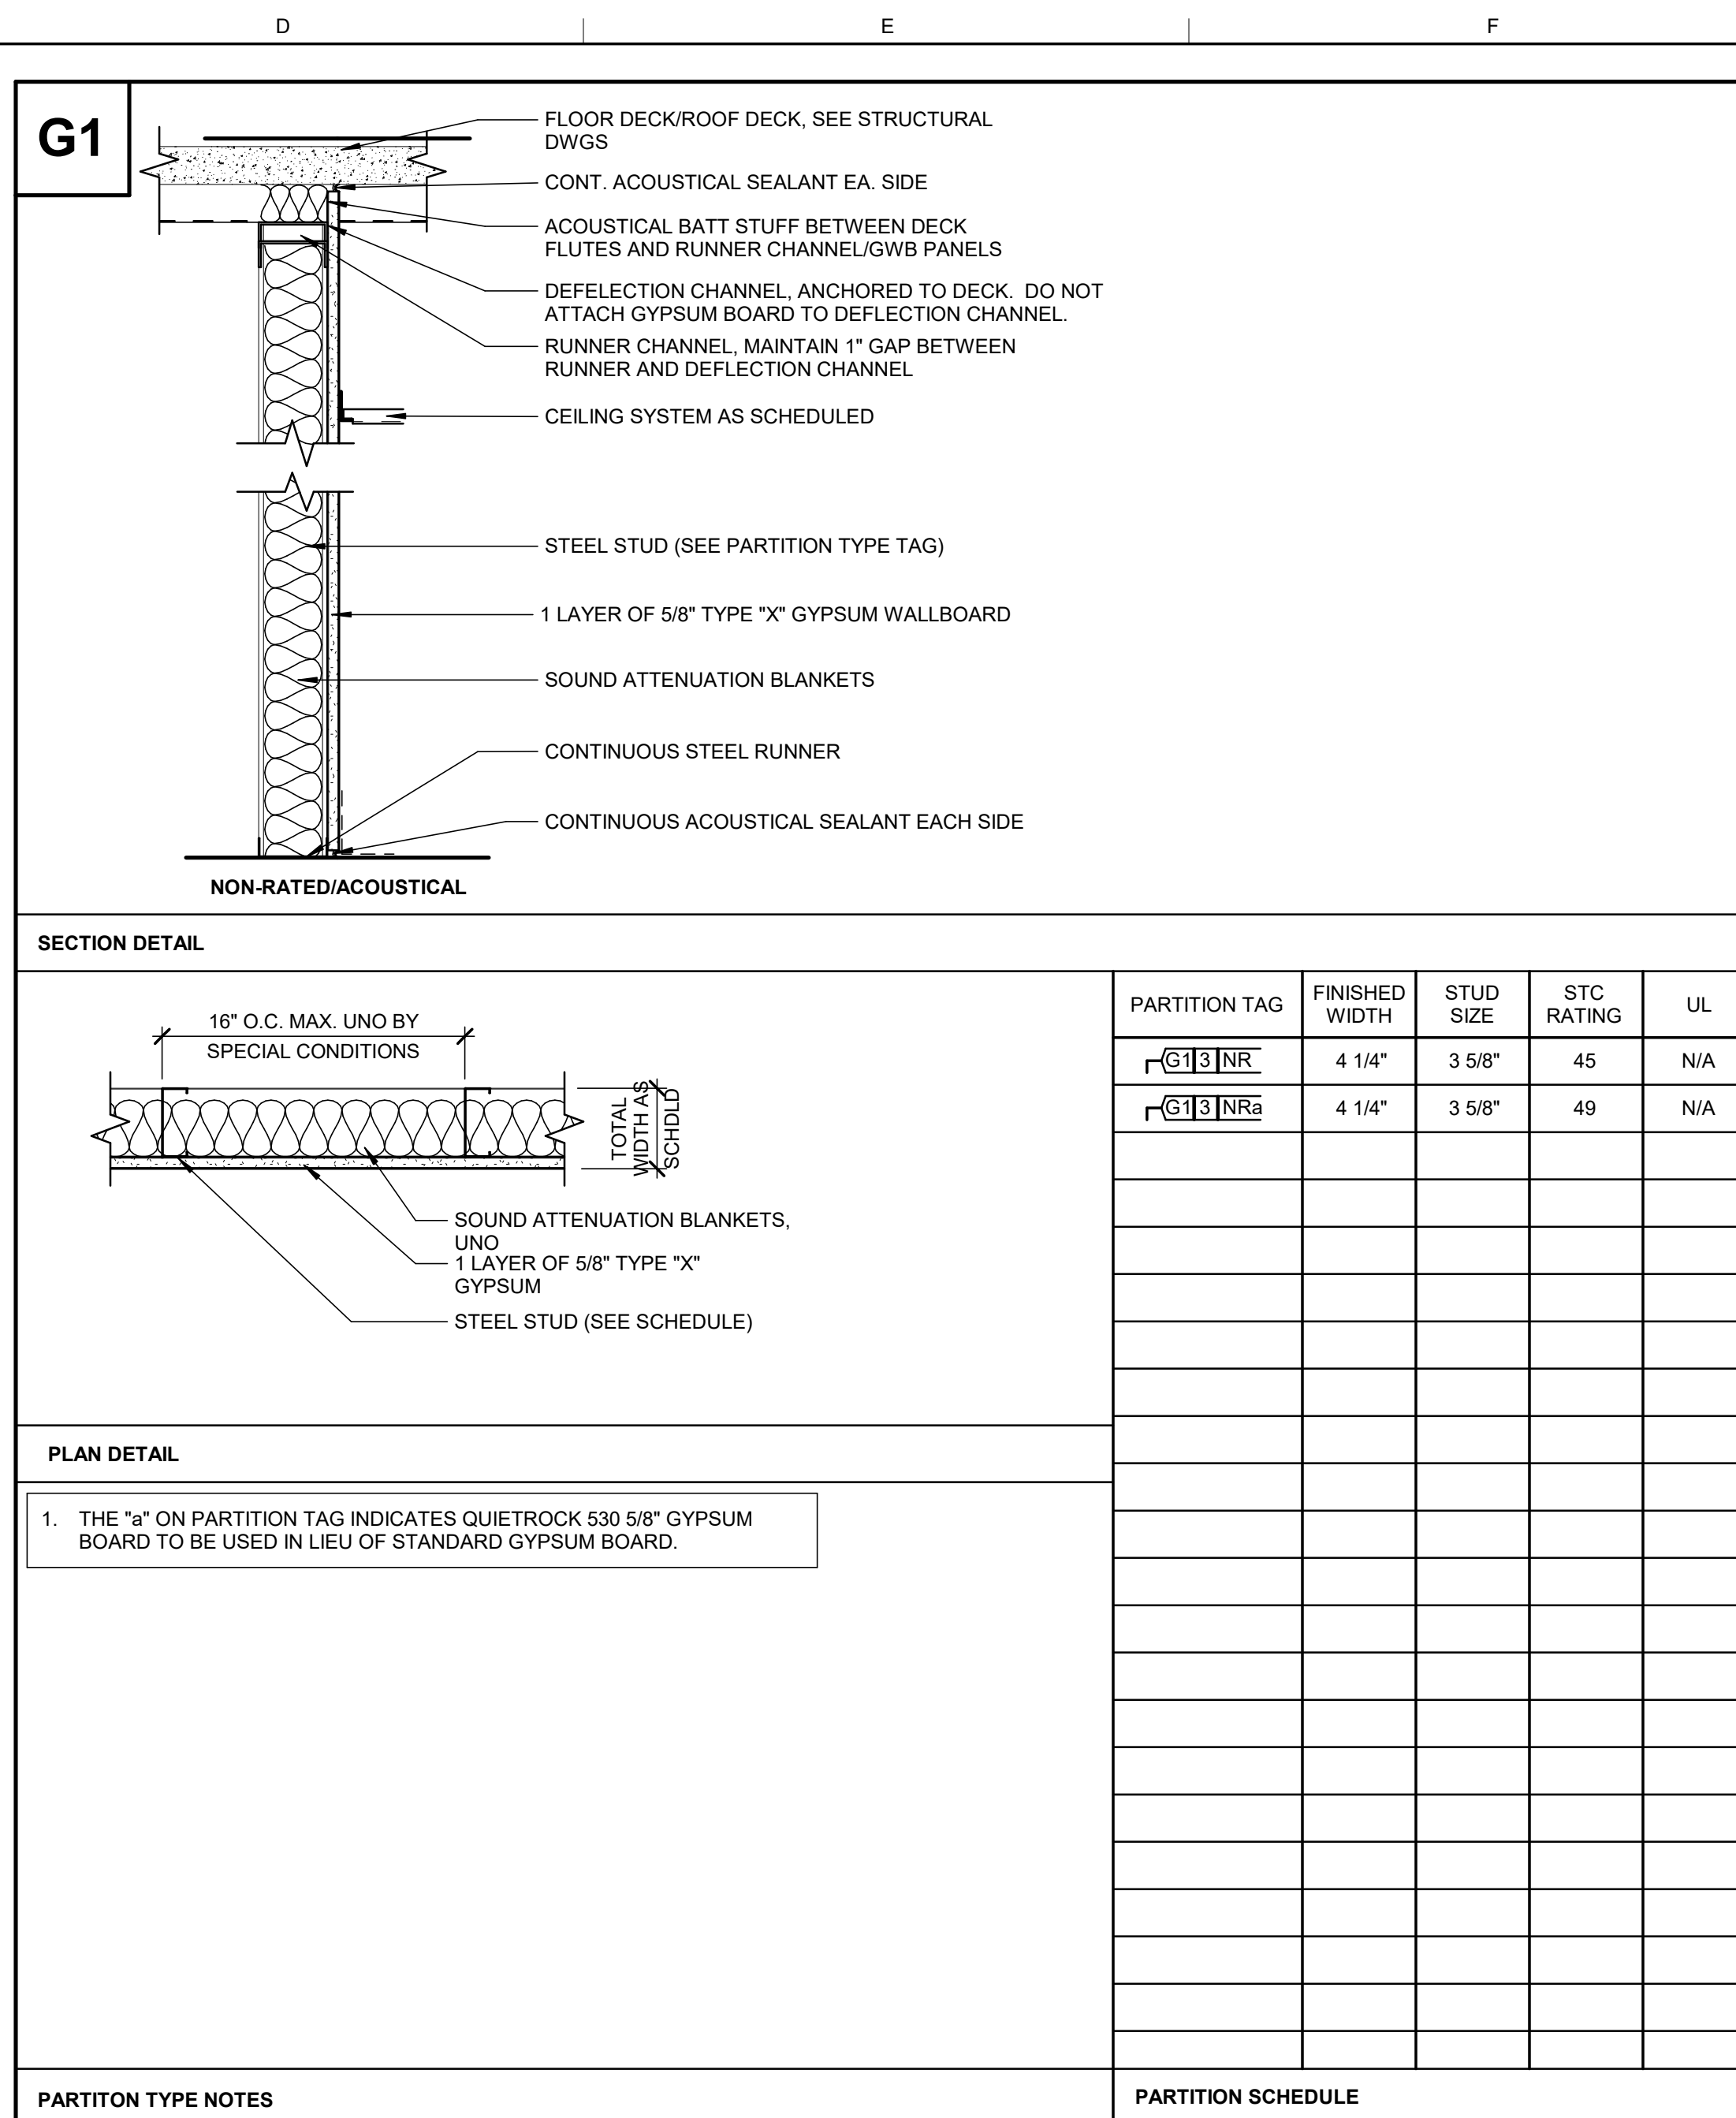 D E F
G1
FLOOR DECK/ROOF DECK, SEE STRUCTURAL
DWGS
CONT. ACOUSTICAL SEALANT EA. SIDE
ACOUSTICAL BATT STUFF BETWEEN DECK
FLUTES AND RUNNER CHANNEL/GWB PANELS
DEFELECTION CHANNEL, ANCHORED TO DECK. DO NOT
ATTACH GYPSUM BOARD TO DEFLECTION CHANNEL.
RUNNER CHANNEL, MAINTAIN 1" GAP BETWEEN
RUNNER AND DEFLECTION CHANNEL
CEILING SYSTEM AS SCHEDULED
STEEL STUD (SEE PARTITION TYPE TAG)
1 LAYER OF 5/8" TYPE "X" GYPSUM WALLBOARD
SOUND ATTENUATION BLANKETS
CONTINUOUS STEEL RUNNER
CONTINUOUS ACOUSTICAL SEALANT EACH SIDE
NON-RATED/ACOUSTICAL
SECTION DETAIL
16" O.C. MAX. UNO BY
SPECIAL CONDITIONS
TOTAL
WIDTH AS
SCHDLD
SOUND ATTENUATION BLANKETS,
UNO
1 LAYER OF 5/8" TYPE "X"
GYPSUM
STEEL STUD (SEE SCHEDULE)
PLAN DETAIL
1. THE "a" ON PARTITION TAG INDICATES QUIETROCK 530 5/8" GYPSUM
BOARD TO BE USED IN LIEU OF STANDARD GYPSUM BOARD.
PARTITON TYPE NOTES
PARTITION TAG FINISHED WIDTH STUD SIZE STC RATING UL
G1 3 NR 4 1/4" 3 5/8" 45 N/A
G1 3 NRa 4 1/4" 3 5/8" 49 N/A
PARTITION SCHEDULE